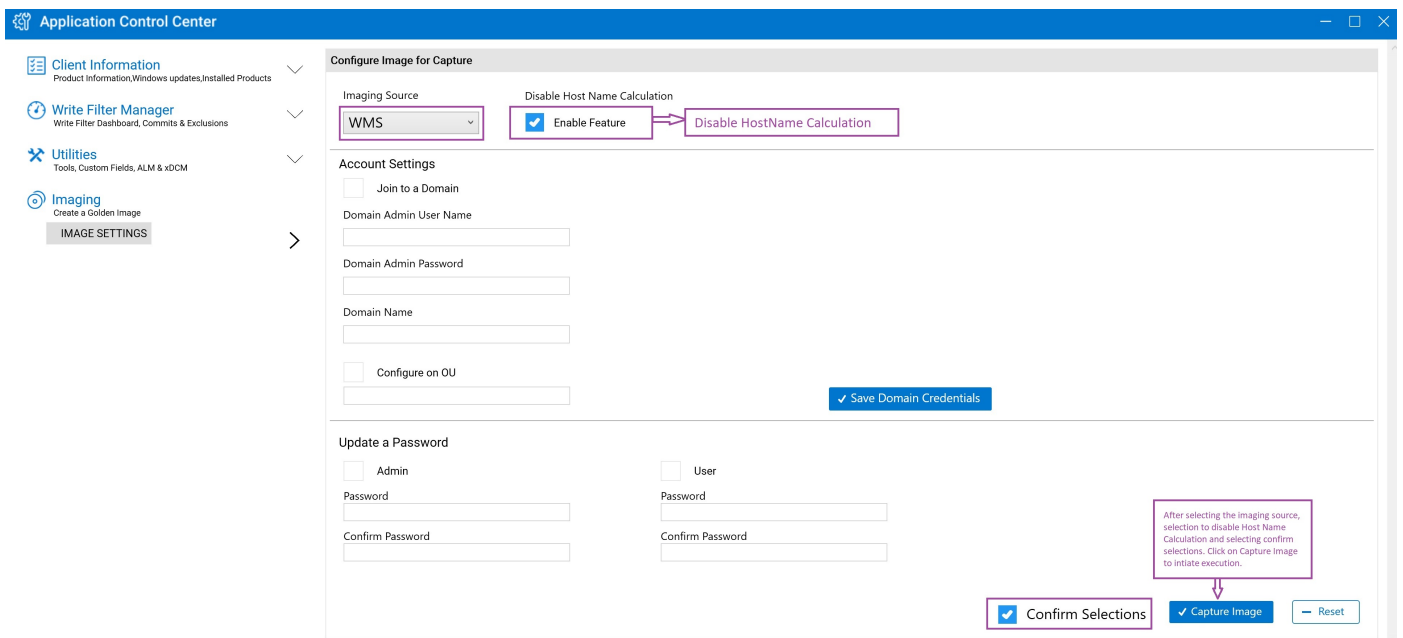 Application Control Center
Client Information
Product Information,Windows updates,Installed Products
Write Filter Manager
Write Filter Dashboard, Commits & Exclusions
Utilities
Tools, Custom Fields, ALM & xDCM
Imaging
Create a Golden Image
IMAGE SETTINGS
Configure Image for Capture
Imaging Source
Disable Host Name Calculation
WMS
Enable Feature
Disable HostName Calculation
Account Settings
Join to a Domain
Domain Admin User Name
Domain Admin Password
Domain Name
Configure on OU
Save Domain Credentials
Update a Password
Admin
User
Password
Password
Confirm Password
Confirm Password
After selecting the imaging source,
selection to disable Host Name
Calculation and selecting confirm
selections. Click on Capture Image
to intiate execution.
Confirm Selections
Capture Image
Reset